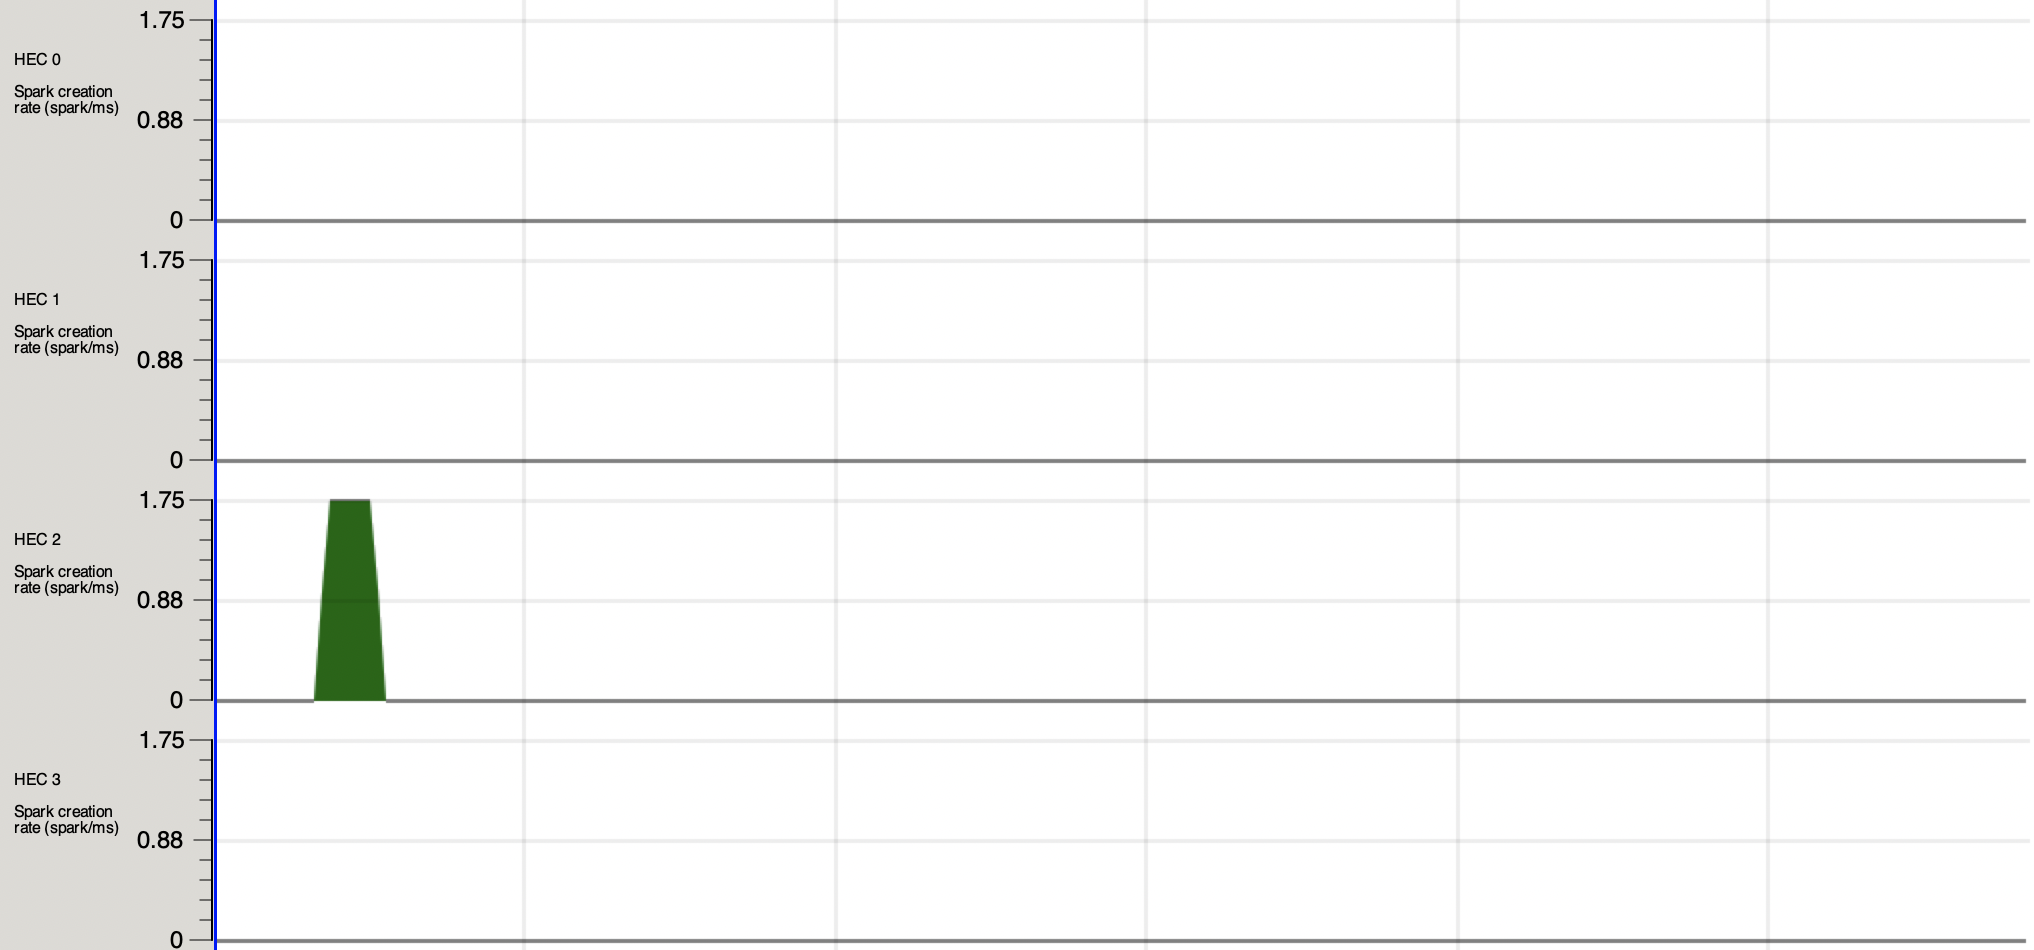 1.75
HEC 0
Spark creation
rate (spark/ms)
0.88
0
1.75
HEC 1
Spark creation
rate (spark/ms)
0.88
0
1.75
HEC 2
Spark creation
rate (spark/ms)
0.88
0
1.75
HEC 3
Spark creation
rate (spark/ms)
0.88
0